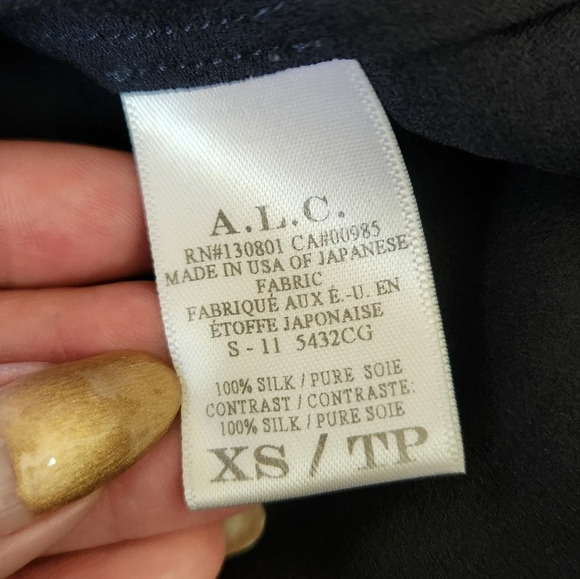 A.L.C.
RN#130801 CA#00985
MADE IN USA OF JAPANESE
FABRIC
FABRIQUÉ AUX É.-U. EN
ÉTOFFE JAPONAISE
S - 11 5432CG
100% SILK / PURE SOIE
CONTRAST / CONTRASTE:
100% SILK / PURE SOIE
XS / TP